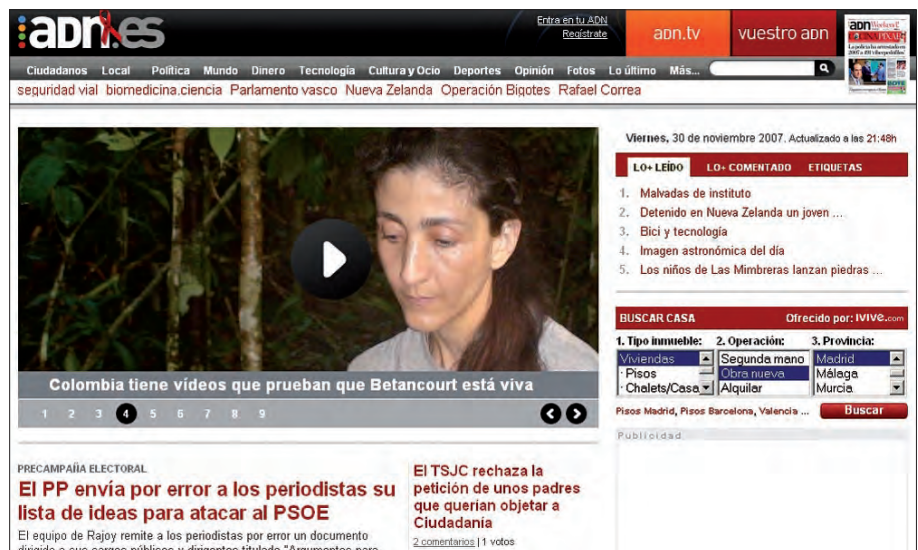 adn.es
Entra en tu ADN
Regístrate
adn.tv
vuestro adn
Ciudadanos Local Política Mundo Dinero Tecnología Cultura y Ocio Deportes Opinión Fotos Lo último Más...
seguridad vial biomedicina,ciencia Parlamento vasco Nueva Zelanda Operación Bigotes Rafael Correa
Viernes, 30 de noviembre 2007. Actualizado a las 21:48h
LO+ LEÍDO LO+ COMENTADO ETIQUETAS
1. Malvadas de instituto
2. Detenido en Nueva Zelanda un joven ...
3. Bici y tecnología
4. Imagen astronómica del día
5. Los niños de Las Mimbreras lanzan piedras ...
Colombia tiene vídeos que prueban que Betancourt está viva
1 2 3 4 5 6 7 8 9
BUSCAR CASA Ofrecido por: IVIVE.com
1. Tipo inmueble: 2. Operación: 3. Provincia:
Viviendas Segunda mano Madrid
· Pisos Obra nueva Málaga
· Chalets/Casa Alquilar Murcia
Pisos Madrid, Pisos Barcelona, Valencia ... Buscar
Publicidad
PRECAMPAÑA ELECTORAL
El PP envía por error a los periodistas su
lista de ideas para atacar al PSOE
El equipo de Rajoy remite a los periodistas por error un documento
dirigido a sus cargos públicos y dirigentes titulado "Argumentos para
El TSJC rechaza la
petición de unos padres
que querían objetar a
Ciudadanía
2 comentarios | 1 votos